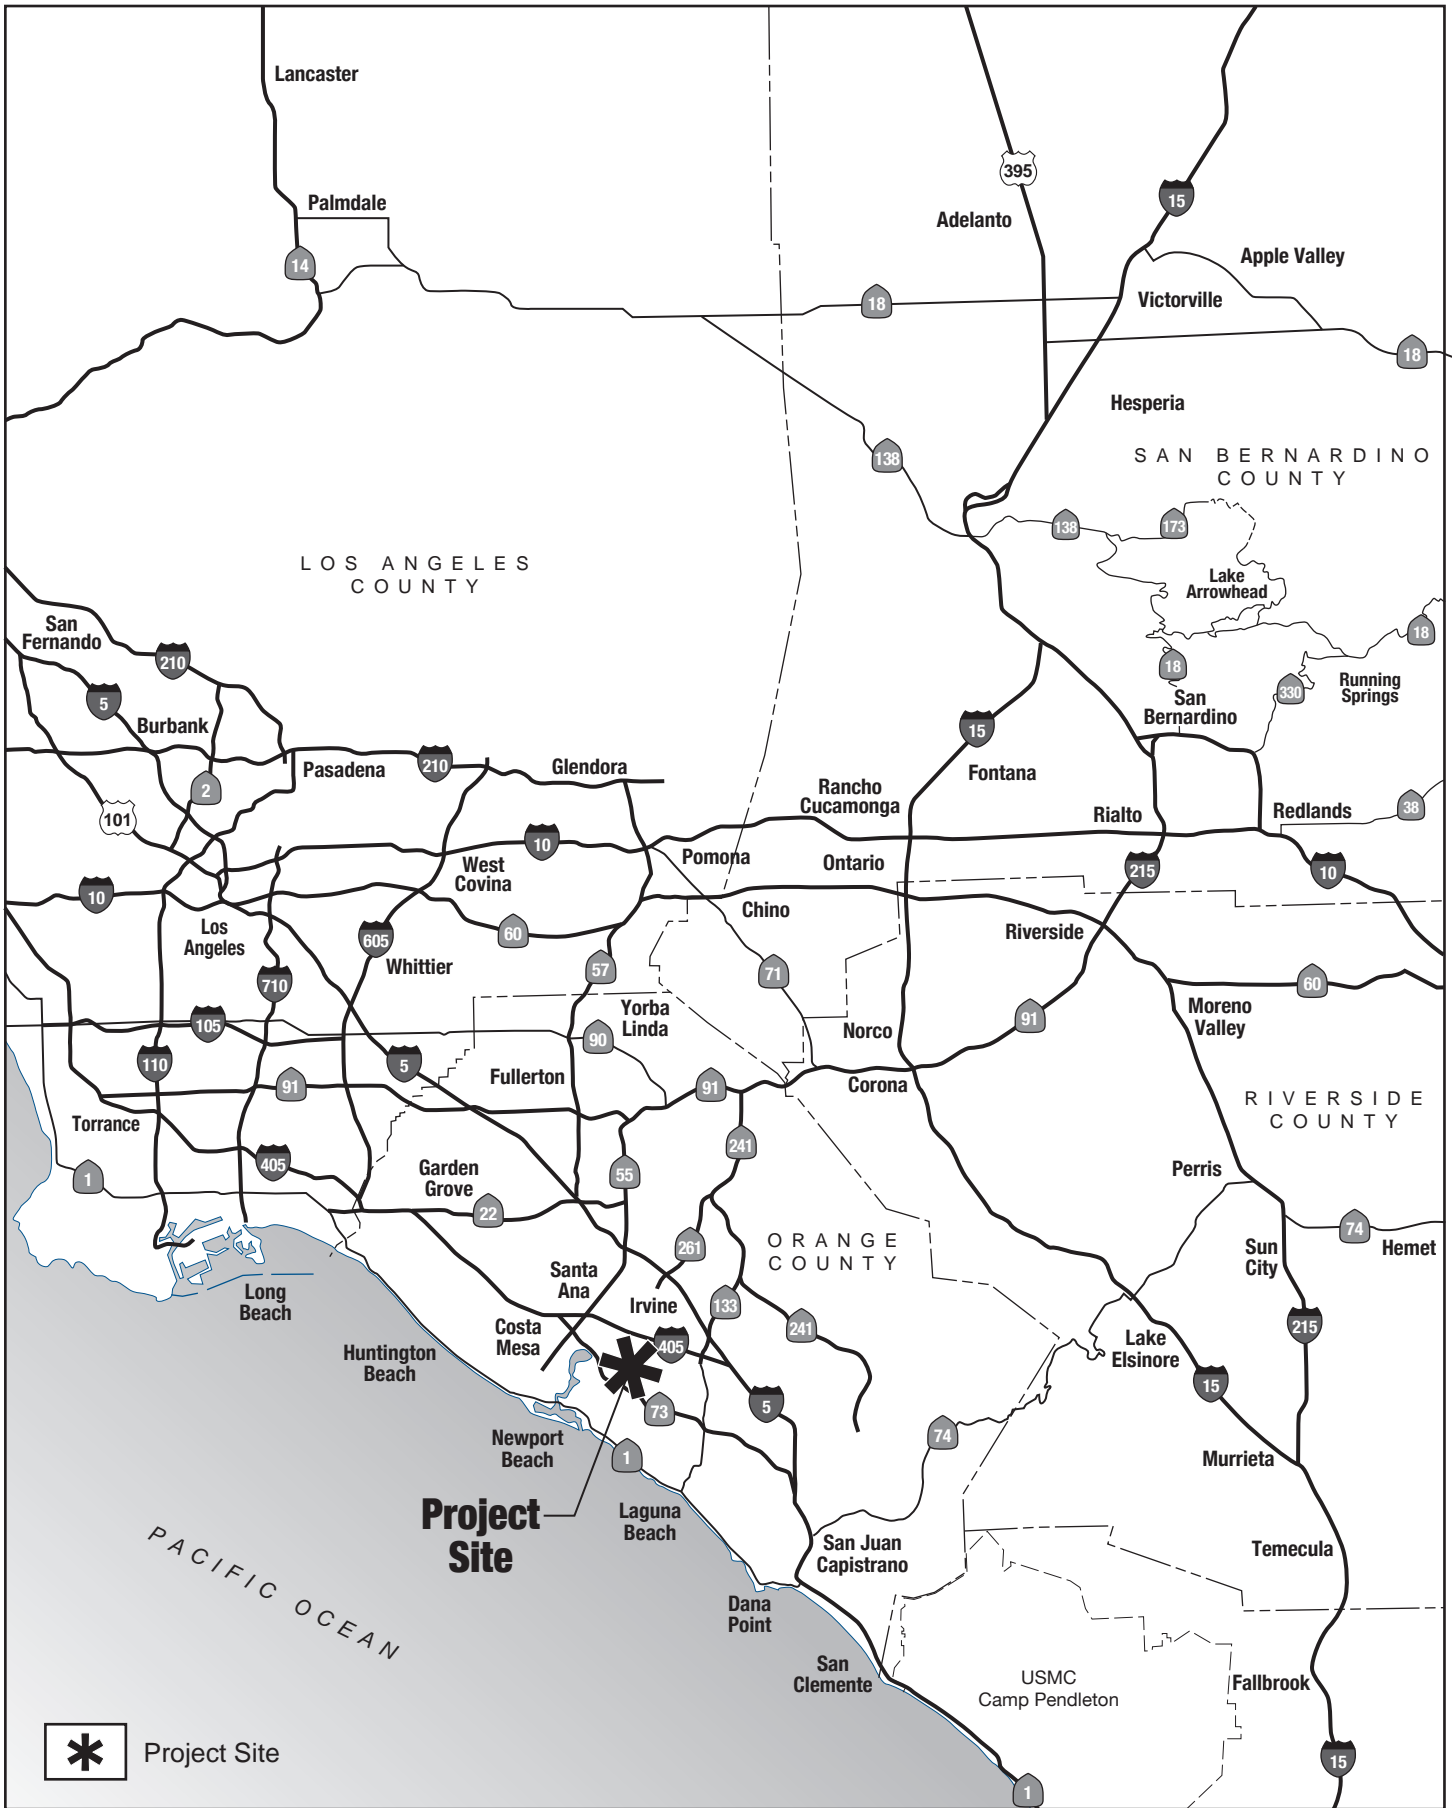 Lancaster
395
15
Palmdale
Adelanto
14
Apple Valley
18
Victorville
18
Hesperia
138
SAN BERNARDINO
COUNTY
138
173
LOS ANGELES
COUNTY
Lake
Arrowhead
San
Fernando
210
18
5
18
330
Running
Springs
Burbank
San
Bernardino
15
Pasadena
210
Glendora
Fontana
2
Rancho
Cucamonga
101
Rialto
Redlands
38
10
West
Covina
Pomona
Ontario
215
10
10
Los
Angeles
605
60
Chino
Riverside
Whittier
57
71
710
60
Yorba
Linda
Norco
Moreno
Valley
105
90
91
110
5
Fullerton
91
91
Corona
Torrance
RIVERSIDE
COUNTY
241
405
Garden
Grove
55
Perris
1
22
74
261
ORANGE
COUNTY
Sun
City
Hemet
Santa
Ana
Long
Beach
Irvine
133
241
215
Costa
Mesa
405
Lake
Elsinore
Huntington
Beach
15
5
73
74
Newport
Beach
1
Murrieta
Project
Site
Laguna
Beach
San Juan
Capistrano
Temecula
PACIFIC OCEAN
Dana
Point
San
Clemente
USMC
Camp Pendleton
Fallbrook
Project Site
15
1